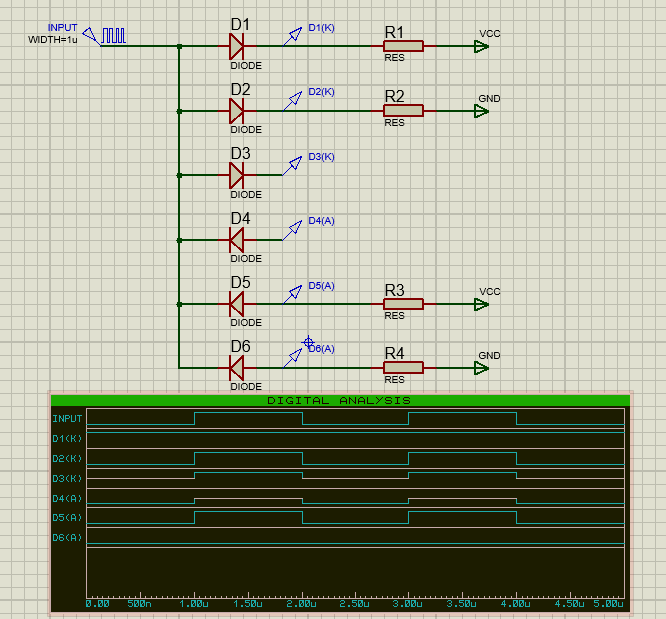 D1
INPUT
D1(K)
R1
VCC
WIDTH=1u
DIODE
RES
D2
D2(K)
R2
GND
DIODE
RES
D3
D3(K)
DIODE
D4
D4(A)
DIODE
D5
D5(A)
R3
VCC
DIODE
RES
D6
D6(A)
R4
GND
DIODE
RES
DIGITAL ANALYSIS
INPUT
D1(K)
D2(K)
D3(K)
D4(A)
D5(A)
D6(A)
0.00 500n 1.00u 1.50u 2.00u 2.50u 3.00u 3.50u 4.00u 4.50u 5.00u